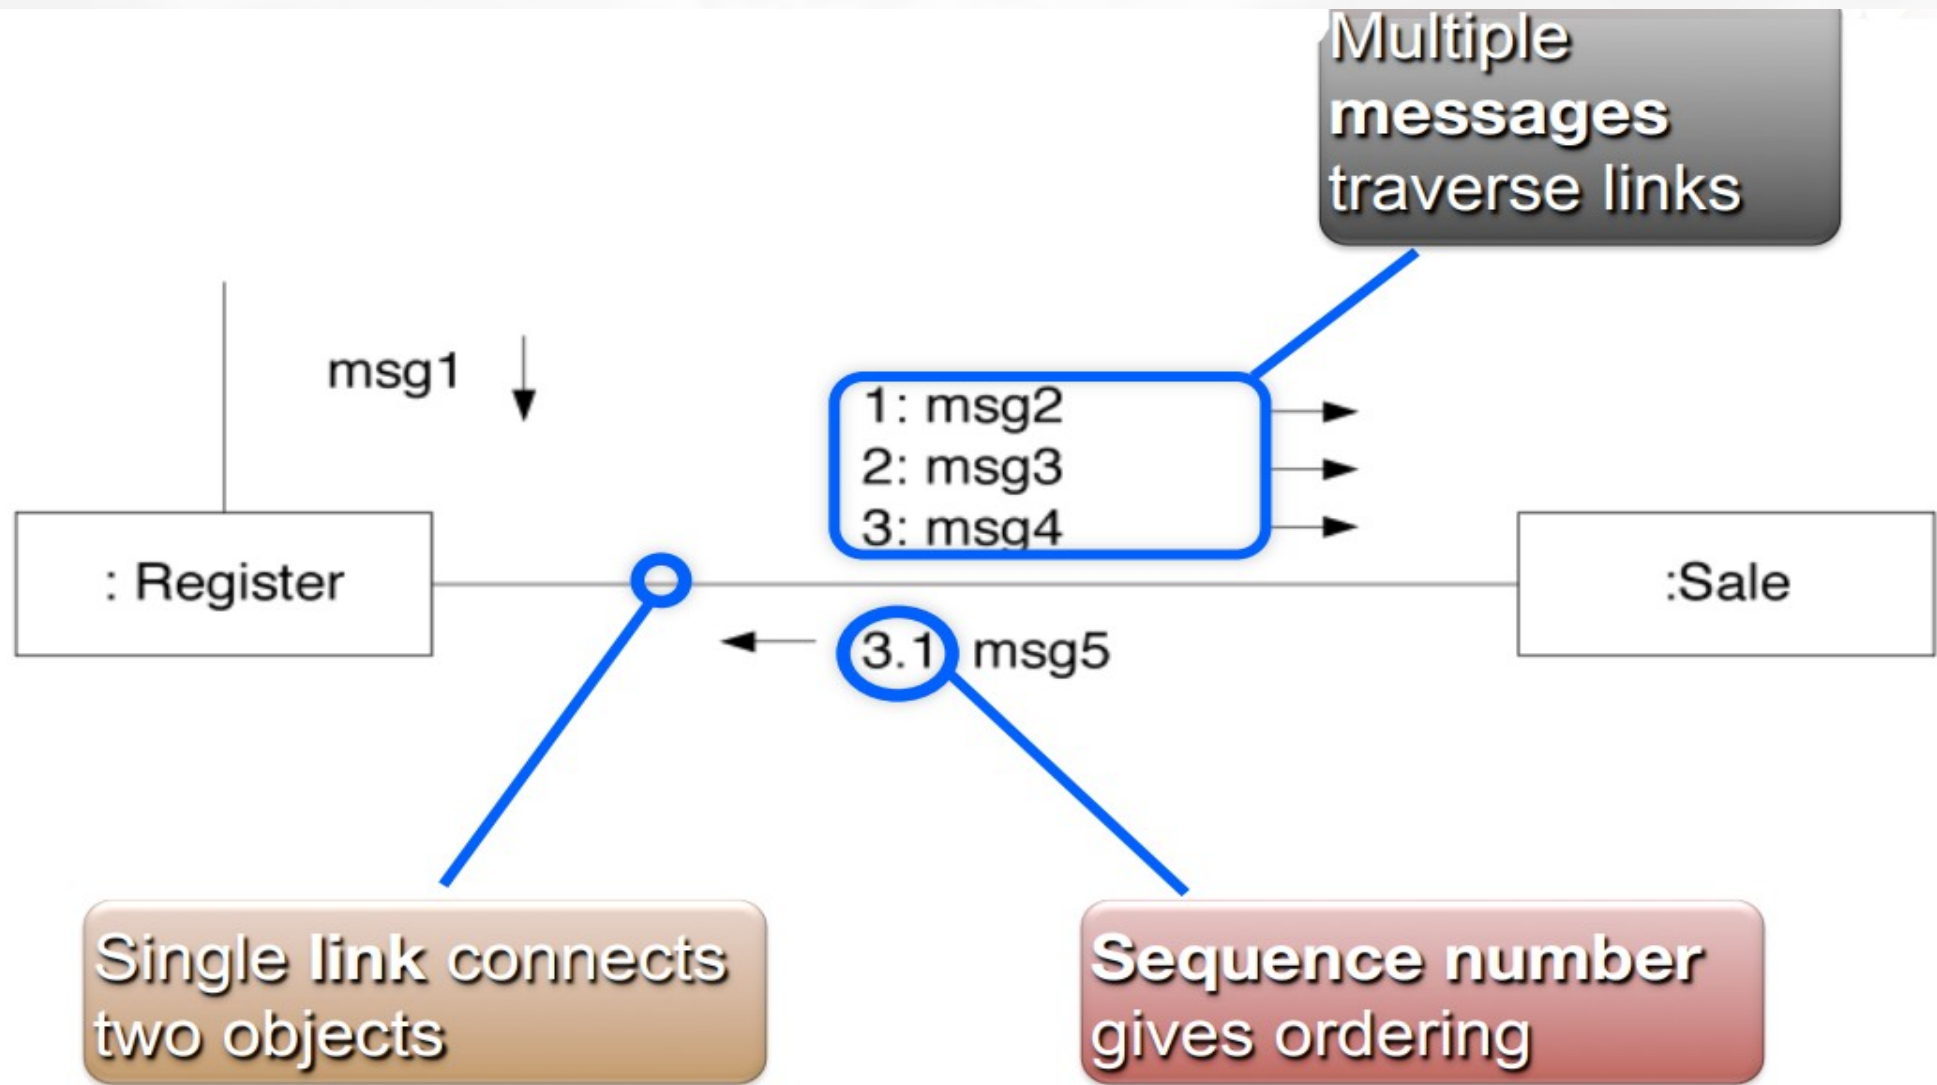 Multiple
messages
traverse links
msg1
1: msg2
2: msg3
3: msg4
: Register
:Sale
3.1 msg5
Single link connects
two objects
Sequence number
gives ordering